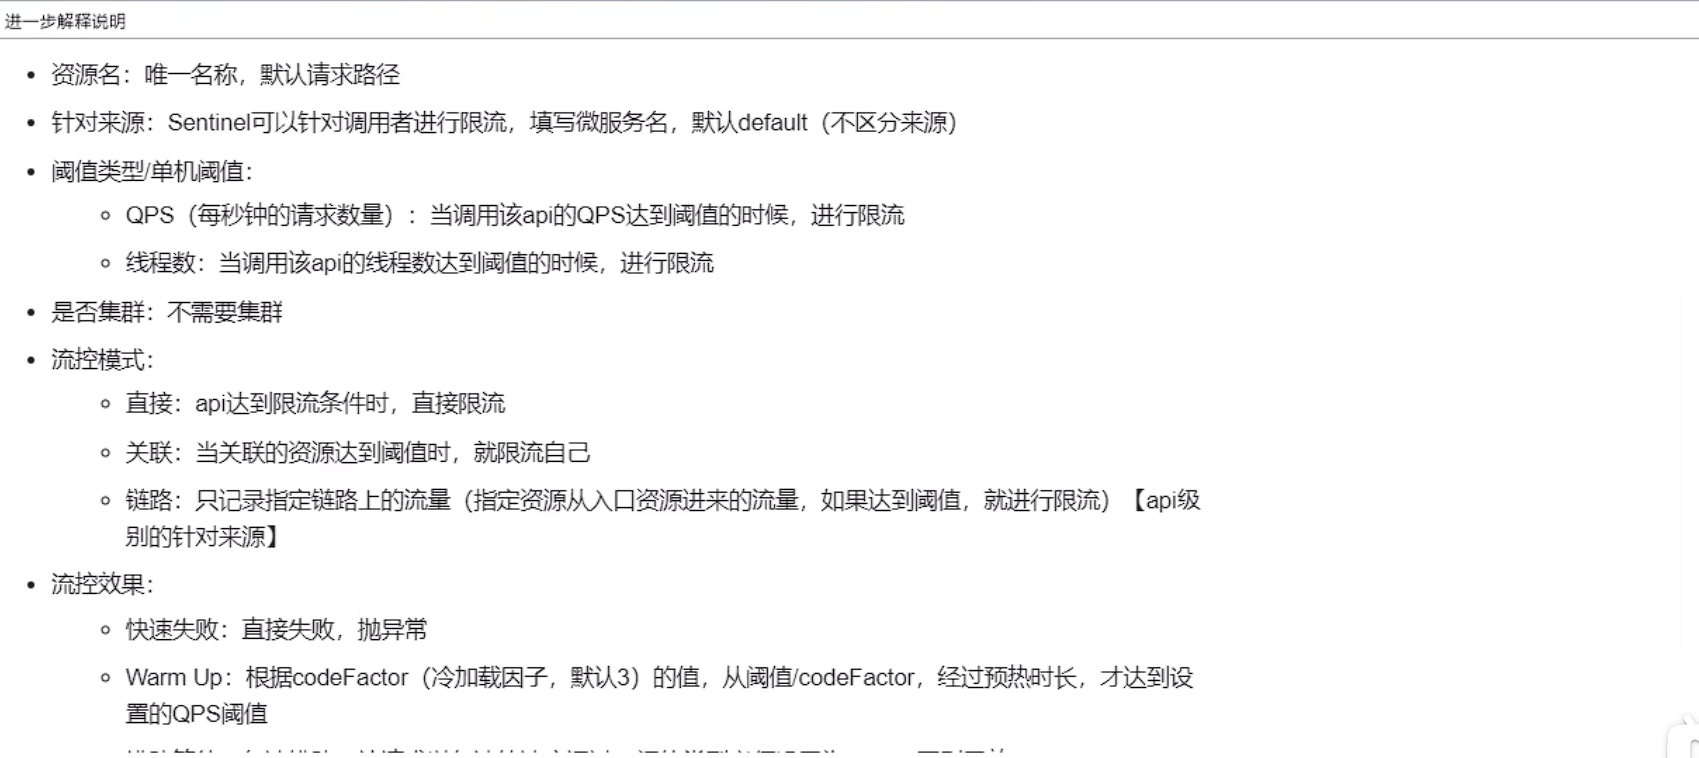 进一步解释说明
资源名：唯一名称，默认请求路径
针对来源：Sentinel可以针对调用者进行限流，填写微服务名，默认default（不区分来源）
阈值类型/单机阈值：
QPS（每秒钟的请求数量）：当调用该api的QPS达到阈值的时候，进行限流
线程数：当调用该api的线程数达到阈值的时候，进行限流
是否集群：不需要集群
流控模式：
直接：api达到限流条件时，直接限流
关联：当关联的资源达到阈值时，就限流自己
链路：只记录指定链路上的流量（指定资源从入口资源进来的流量，如果达到阈值，就进行限流）【api级
别的针对来源】
流控效果：
快速失败：直接失败，抛异常
Warm Up：根据codeFactor（冷加载因子，默认3）的值，从阈值/codeFactor，经过预热时长，才达到设
置的QPS阈值